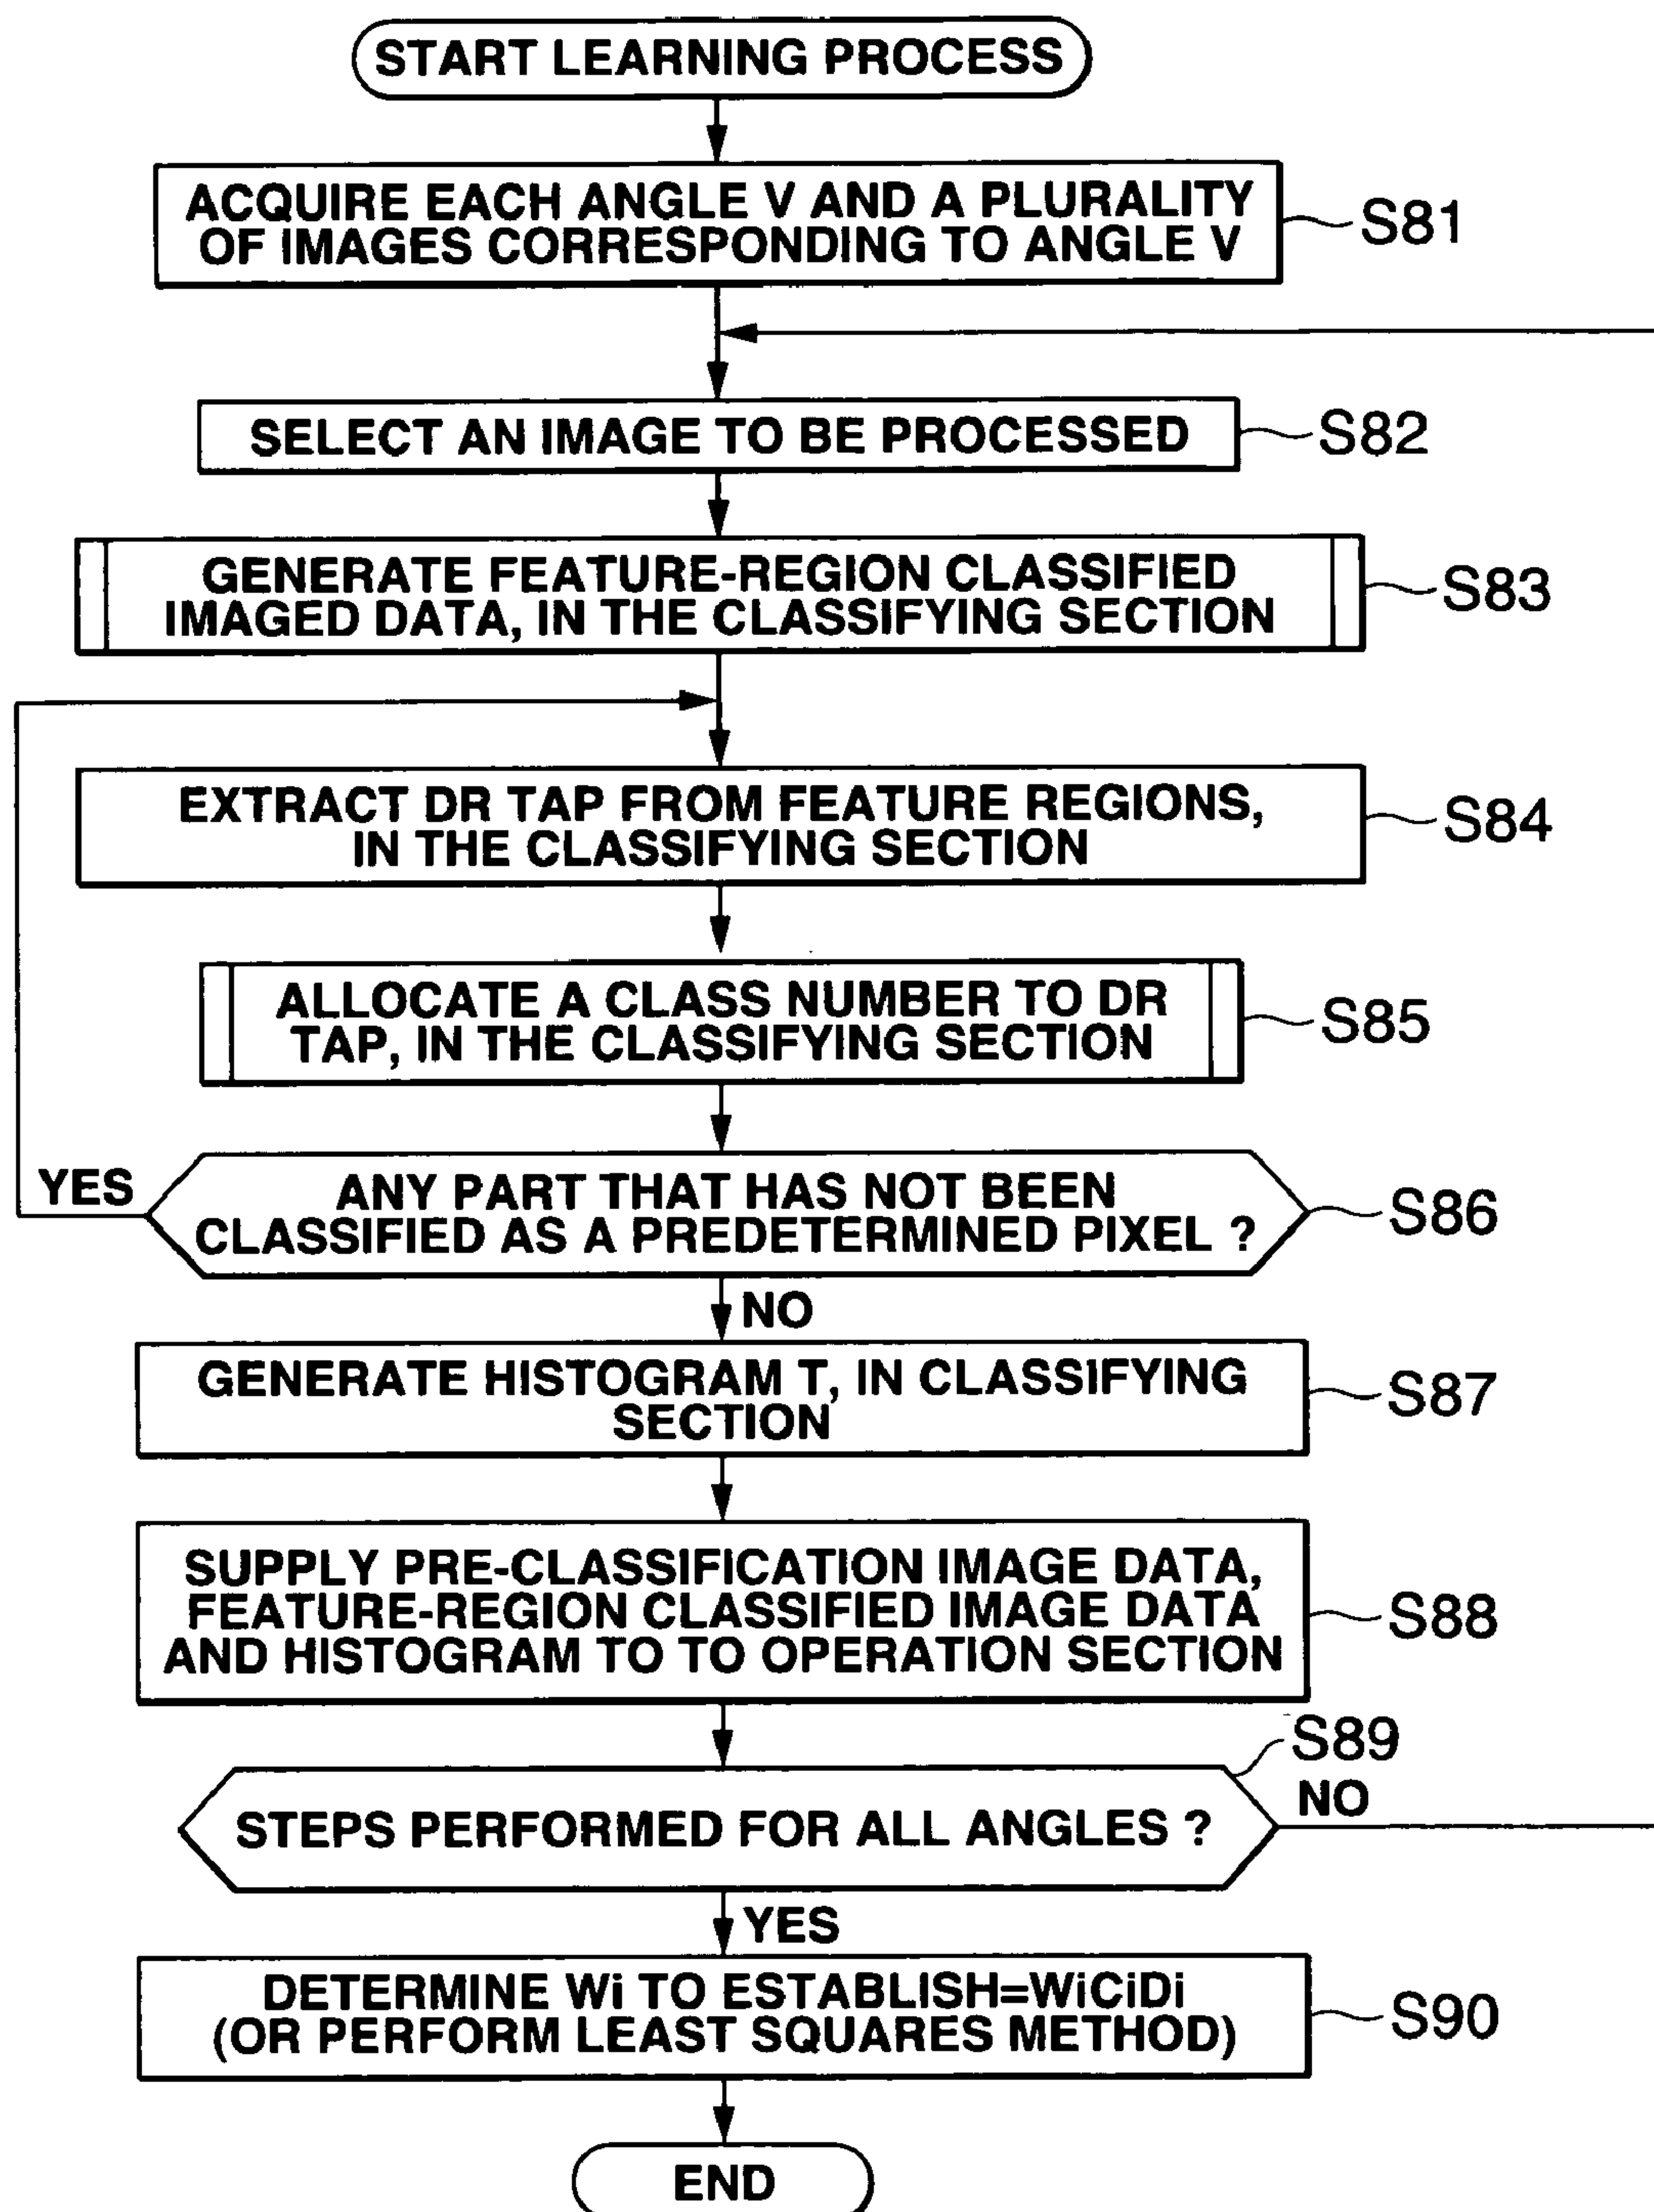 START LEARNING PROCESS
ACQUIRE EACH ANGLE V AND A PLURALITY
OF IMAGES CORRESPONDING TO ANGLE V
S81
SELECT AN IMAGE TO BE PROCESSED
S82
GENERATE FEATURE-REGION CLASSIFIED
IMAGED DATA, IN THE CLASSIFYING SECTION
S83
EXTRACT DR TAP FROM FEATURE REGIONS,
IN THE CLASSIFYING SECTION
S84
ALLOCATE A CLASS NUMBER TO DR
TAP, IN THE CLASSIFYING SECTION
S85
YES
ANY PART THAT HAS NOT BEEN
CLASSIFIED AS A PREDETERMINED PIXEL ?
S86
NO
GENERATE HISTOGRAM T, IN CLASSIFYING
SECTION
S87
SUPPLY PRE-CLASSIFICATION IMAGE DATA,
FEATURE-REGION CLASSIFIED IMAGE DATA
AND HISTOGRAM TO TO OPERATION SECTION
S88
S89
NO
STEPS PERFORMED FOR ALL ANGLES ?
YES
DETERMINE Wi TO ESTABLISH=WiCiDi
(OR PERFORM LEAST SQUARES METHOD)
S90
END